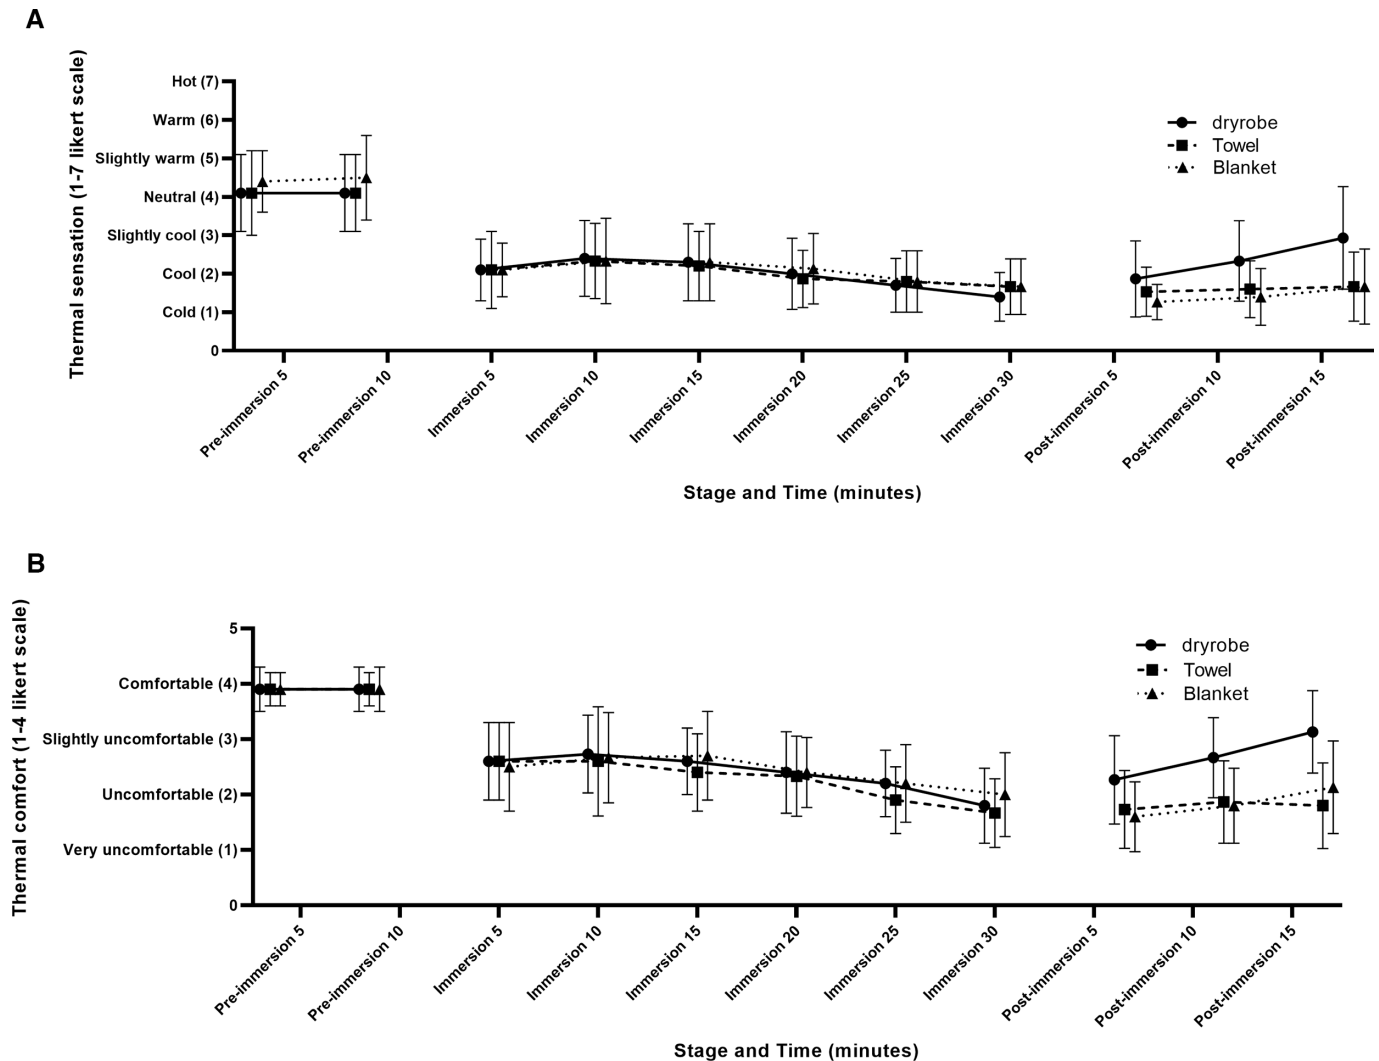 A
Thermal sensation (1-7 likert scale)
Hot (7)
Warm (6)
Slightly warm (5)
Neutral (4)
Slightly cool (3)
Cool (2)
Cold (1)
0
dryrobe
Towel
Blanket
Pre-immersion 5
Pre-immersion 10
Immersion 5
Immersion 10
Immersion 15
Immersion 20
Immersion 25
Immersion 30
Post-immersion 5
Post-immersion 10
Post-immersion 15
Stage and Time (minutes)
B
Thermal comfort (1-4 likert scale)
5
Comfortable (4)
Slightly uncomfortable (3)
Uncomfortable (2)
Very uncomfortable (1)
0
dryrobe
Towel
Blanket
Pre-immersion 5
Pre-immersion 10
Immersion 5
Immersion 10
Immersion 15
Immersion 20
Immersion 25
Immersion 30
Post-immersion 5
Post-immersion 10
Post-immersion 15
Stage and Time (minutes)